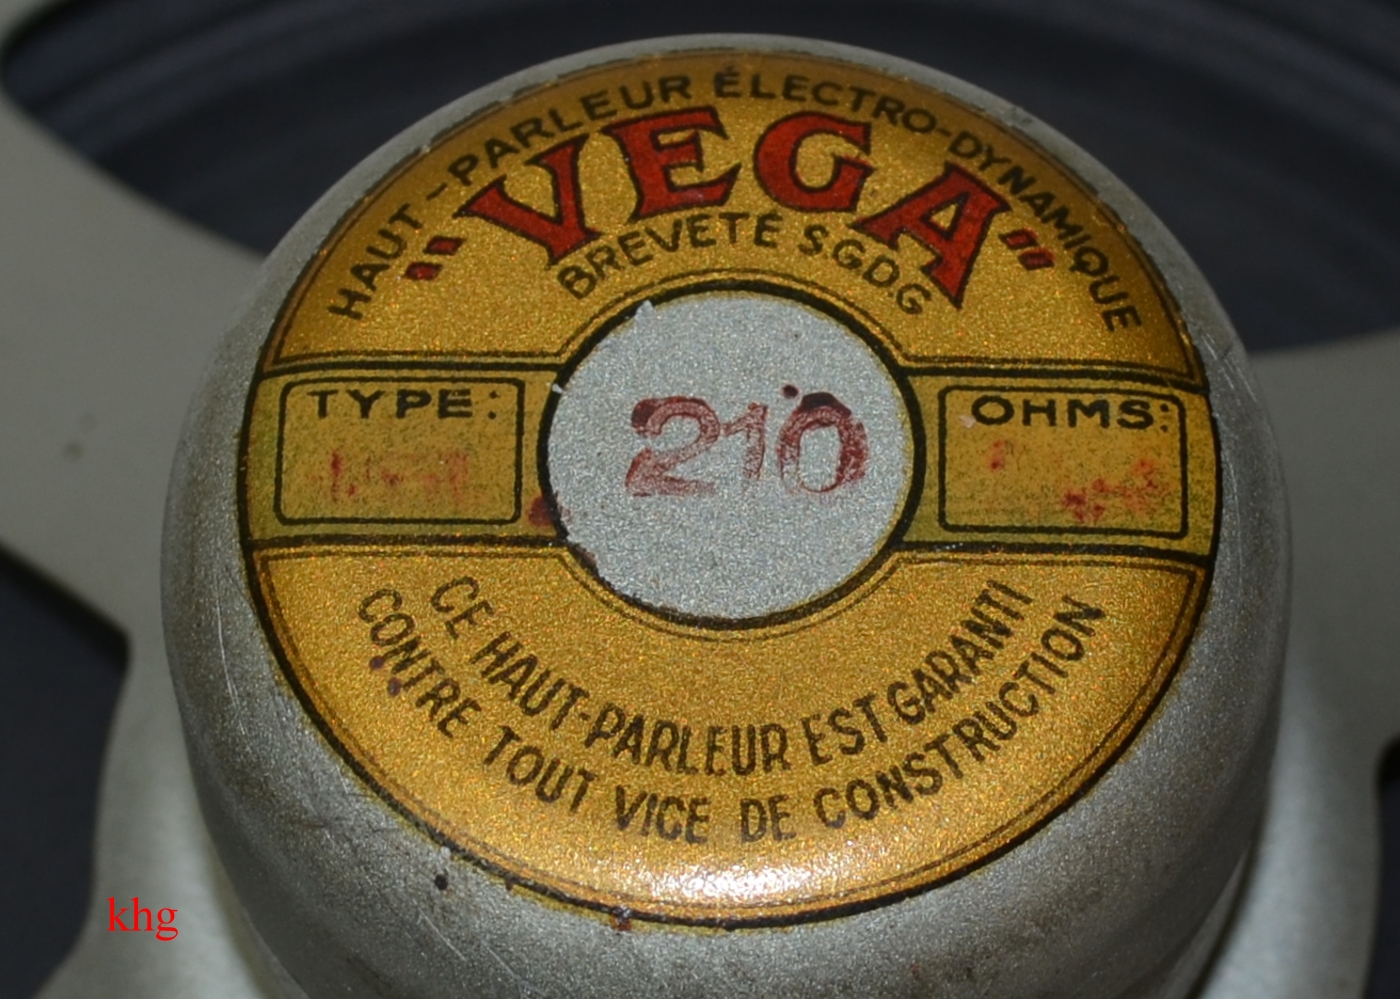 HAUT-PARLEUR ÉLECTRO-DYNAMIQUE
"VEGA"
BREVETÉ S.G.D.G
TYPE:
210
OHMS:
CE HAUT-PARLEUR EST GARANTI
CONTRE TOUT VICE DE CONSTRUCTION
khg